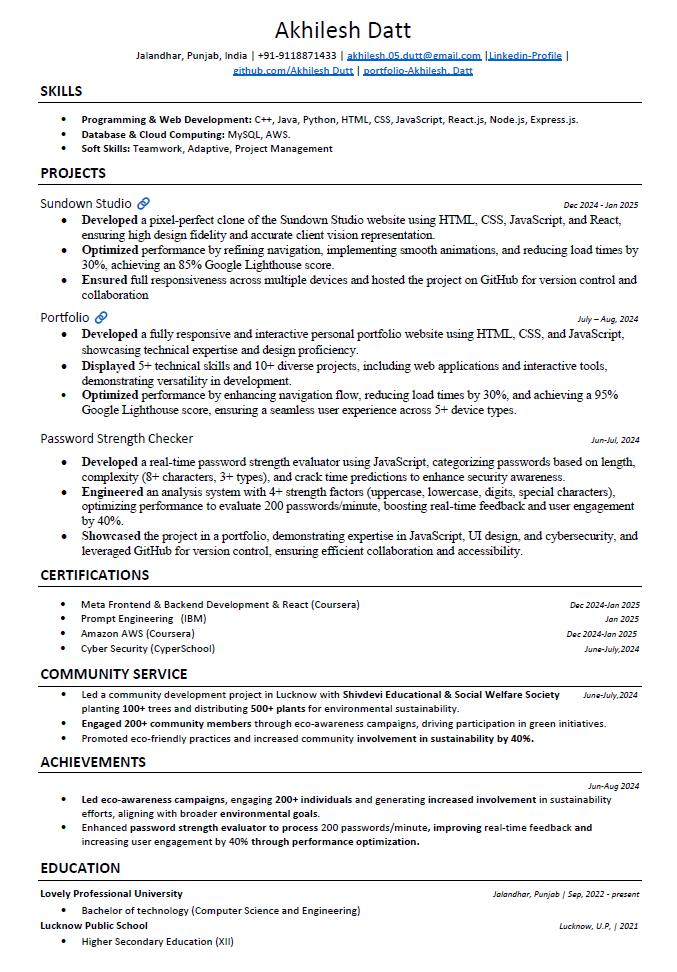 Akhilesh Datt
Jalandhar, Punjab, India | +91-9118871433 | akhilesh.05.dutt@gmail.com |Linkedin-Profile |
github.com/Akhilesh Dutt | portfolio-Akhilesh, Datt
SKILLS
• Programming & Web Development: C++, Java, Python, HTML, CSS, JavaScript, React.js, Node.js, Express.js.
• Database & Cloud Computing: MySQL, AWS.
• Soft Skills: Teamwork, Adaptive, Project Management
PROJECTS
Sundown Studio Dec 2024 - Jan 2025
• Developed a pixel-perfect clone of the Sundown Studio website using HTML, CSS, JavaScript, and React,
ensuring high design fidelity and accurate client vision representation.
• Optimized performance by refining navigation, implementing smooth animations, and reducing load times by
30%, achieving an 85% Google Lighthouse score.
• Ensured full responsiveness across multiple devices and hosted the project on GitHub for version control and
collaboration
Portfolio July – Aug, 2024
• Developed a fully responsive and interactive personal portfolio website using HTML, CSS, and JavaScript,
showcasing technical expertise and design proficiency.
• Displayed 5+ technical skills and 10+ diverse projects, including web applications and interactive tools,
demonstrating versatility in development.
• Optimized performance by enhancing navigation flow, reducing load times by 30%, and achieving a 95%
Google Lighthouse score, ensuring a seamless user experience across 5+ device types.
Password Strength Checker Jun-Jul, 2024
• Developed a real-time password strength evaluator using JavaScript, categorizing passwords based on length,
complexity (8+ characters, 3+ types), and crack time predictions to enhance security awareness.
• Engineered an analysis system with 4+ strength factors (uppercase, lowercase, digits, special characters),
optimizing performance to evaluate 200 passwords/minute, boosting real-time feedback and user engagement
by 40%.
• Showcased the project in a portfolio, demonstrating expertise in JavaScript, UI design, and cybersecurity, and
leveraged GitHub for version control, ensuring efficient collaboration and accessibility.
CERTIFICATIONS
• Meta Frontend & Backend Development & React (Coursera) Dec 2024-Jan 2025
• Prompt Engineering (IBM) Jan 2025
• Amazon AWS (Coursera) Dec 2024-Jan 2025
• Cyber Security (CyperSchool) June-July,2024
COMMUNITY SERVICE
• Led a community development project in Lucknow with Shivdevi Educational & Social Welfare Society June-July,2024
planting 100+ trees and distributing 500+ plants for environmental sustainability.
• Engaged 200+ community members through eco-awareness campaigns, driving participation in green initiatives.
• Promoted eco-friendly practices and increased community involvement in sustainability by 40%.
ACHIEVEMENTS
Jun-Aug 2024
• Led eco-awareness campaigns, engaging 200+ individuals and generating increased involvement in sustainability
efforts, aligning with broader environmental goals.
• Enhanced password strength evaluator to process 200 passwords/minute, improving real-time feedback and
increasing user engagement by 40% through performance optimization.
EDUCATION
Lovely Professional University Jalandhar, Punjab | Sep, 2022 - present
• Bachelor of technology (Computer Science and Engineering)
Lucknow Public School Lucknow, U.P, | 2021
• Higher Secondary Education (XII)